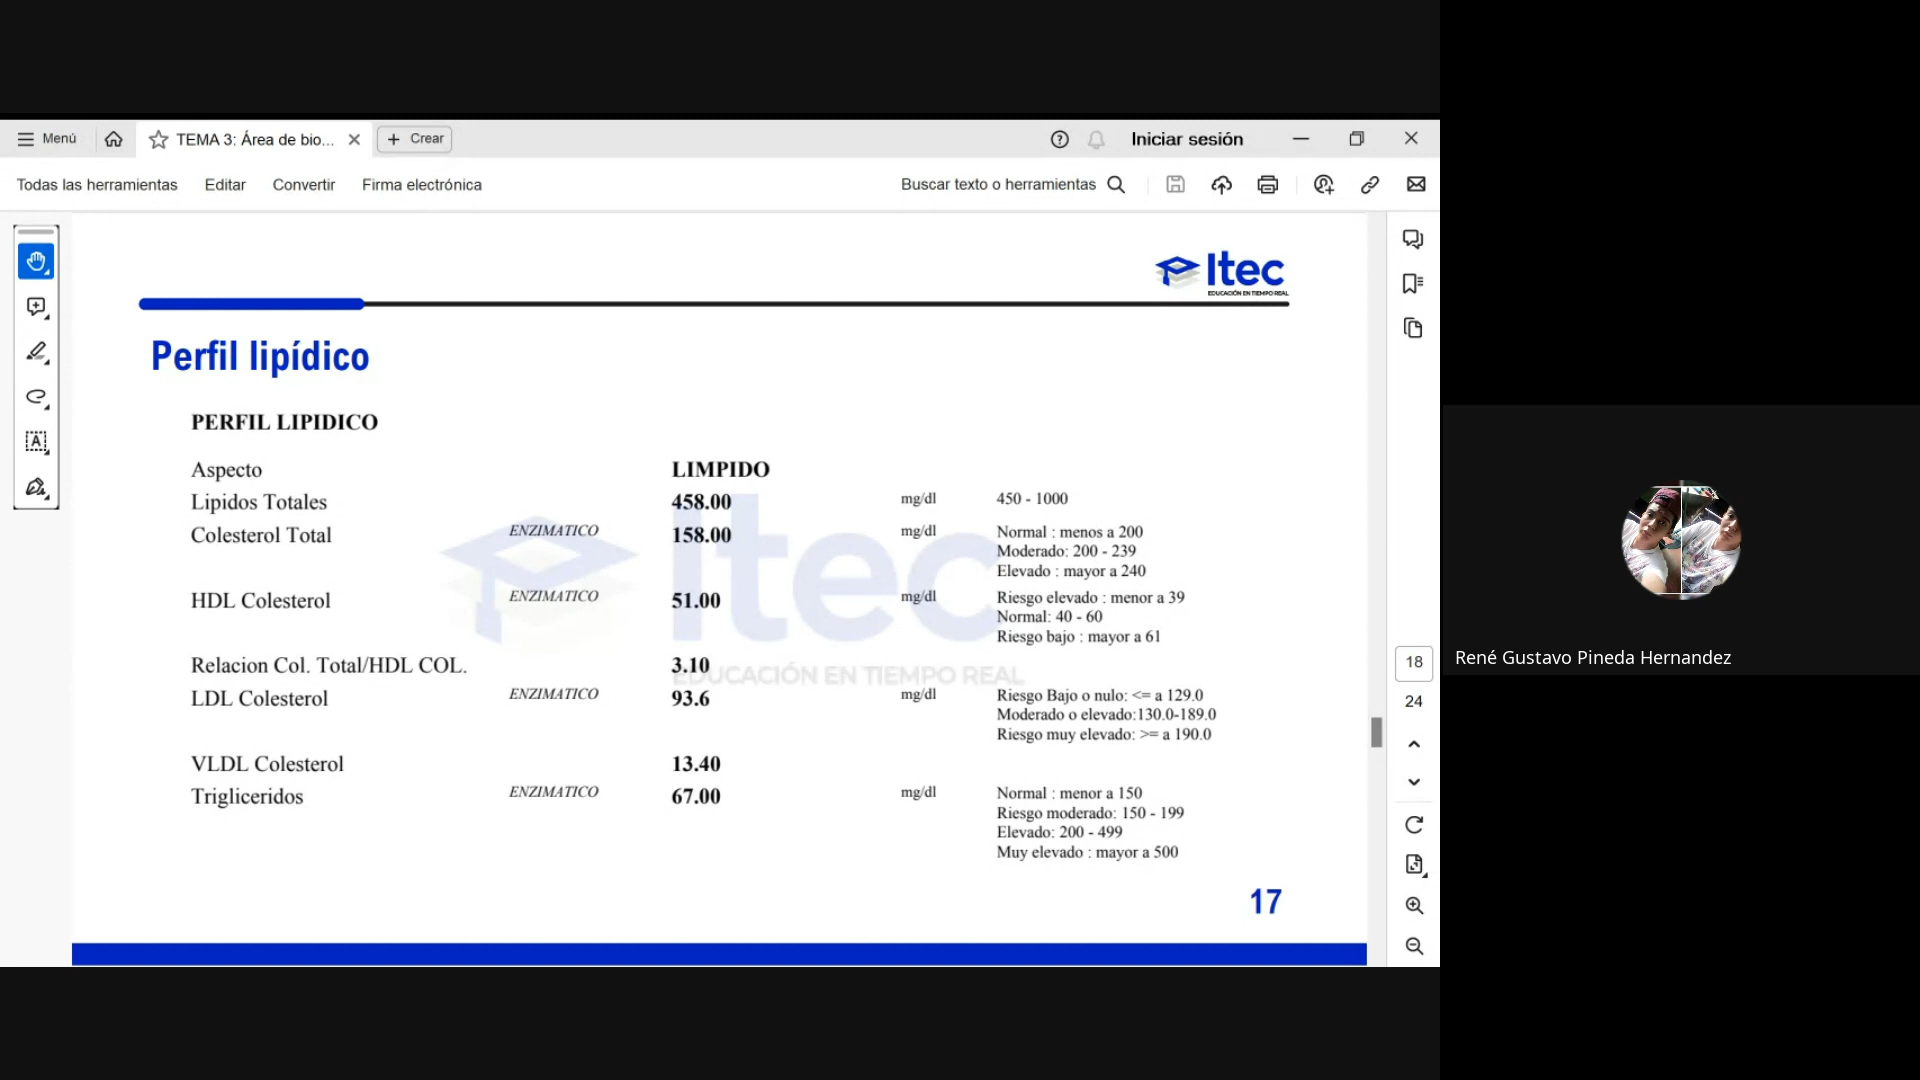 Menú
TEMA 3: Área de bio...
Crear
Iniciar sesión
Todas las herramientas
Editar
Convertir
Firma electrónica
Buscar texto o herramientas
Itec
EDUCACIÓN EN TIEMPO REAL
Perfil lipídico
PERFIL LIPIDICO
Aspecto LIMPIDO
Lipidos Totales 458.00 mg/dl 450 - 1000
Colesterol Total ENZIMATICO 158.00 mg/dl Normal : menos a 200
Moderado: 200 - 239
Elevado : mayor a 240
HDL Colesterol ENZIMATICO 51.00 mg/dl Riesgo elevado : menor a 39
Normal: 40 - 60
Riesgo bajo : mayor a 61
Relacion Col. Total/HDL COL. 3.10
LDL Colesterol ENZIMATICO 93.6 mg/dl Riesgo Bajo o nulo: <= a 129.0
Moderado o elevado:130.0-189.0
Riesgo muy elevado: >= a 190.0
VLDL Colesterol 13.40
Trigliceridos ENZIMATICO 67.00 mg/dl Normal : menor a 150
Riesgo moderado: 150 - 199
Elevado: 200 - 499
Muy elevado : mayor a 500
Itec
EDUCACIÓN EN TIEMPO REAL
17
18
24
René Gustavo Pineda Hernandez